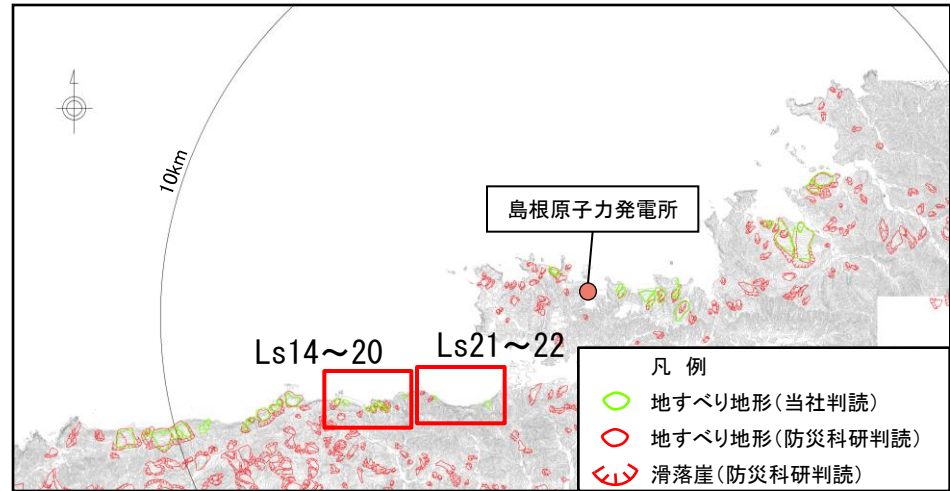 10km
島根原子力発電所
Ls14～20
Ls21～22
凡 例
地すべり地形(当社判読)
地すべり地形(防災科研判読)
滑落崖(防災科研判読)